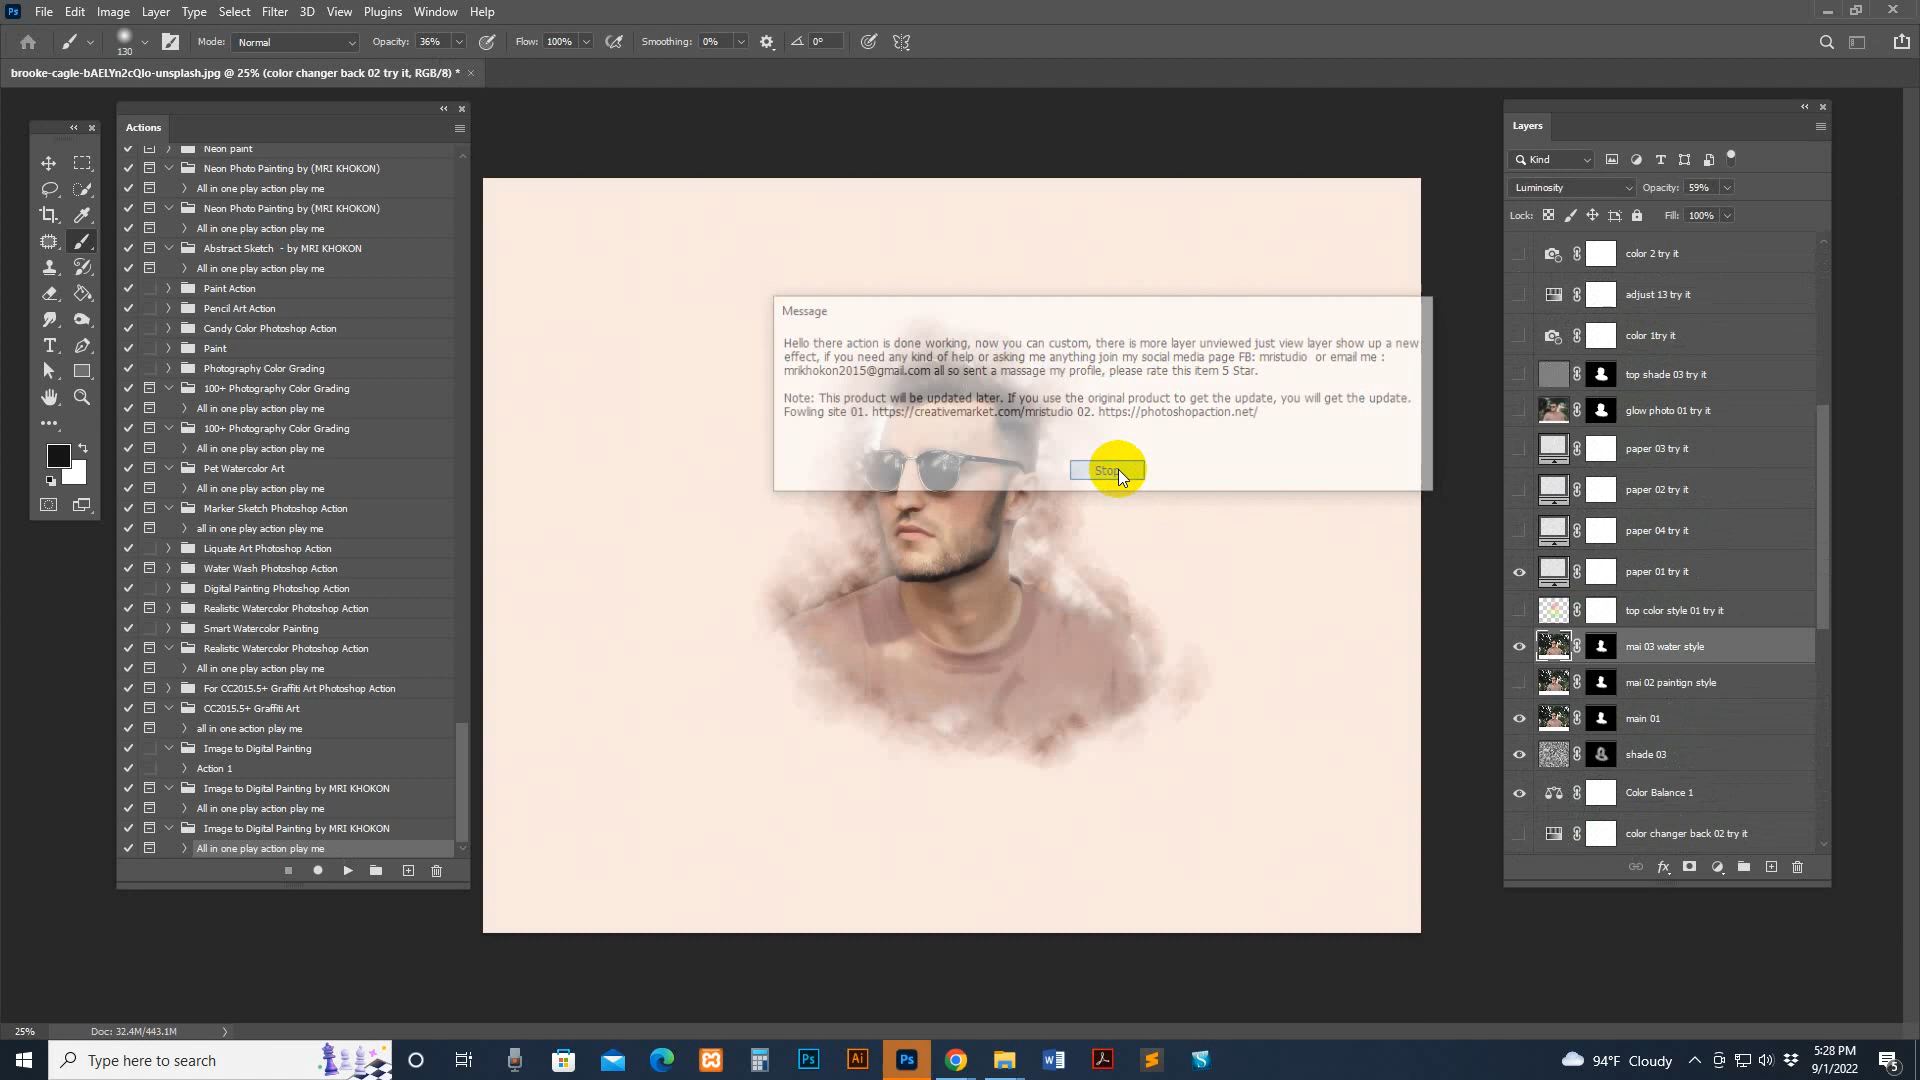 File Edit Image Layer Type Select Filter 3D View Plugins Window Help
130 Mode: Normal Opacity: 36% Flow: 100% Smoothing: 0% 0°
brooke-cagle-bAELYn2cQlo-unsplash.jpg @ 25% (color changer back 02 try it, RGB/8) *
Actions
Neon paint
Neon Photo Painting by (MRI KHOKON)
All in one play action play me
Neon Photo Painting by (MRI KHOKON)
All in one play action play me
Abstract Sketch - by MRI KHOKON
All in one play action play me
Paint Action
Pencil Art Action
Candy Color Photoshop Action
Paint
Photography Color Grading
100+ Photography Color Grading
All in one play action play me
100+ Photography Color Grading
All in one play action play me
Pet Watercolor Art
All in one play action play me
Marker Sketch Photoshop Action
all in one play action play me
Liquate Art Photoshop Action
Water Wash Photoshop Action
Digital Painting Photoshop Action
Realistic Watercolor Photoshop Action
Smart Watercolor Painting
Realistic Watercolor Photoshop Action
All in one play action play me
For CC2015.5+ Graffiti Art Photoshop Action
CC2015.5+ Graffiti Art
all in one play action play me
Image to Digital Painting
Action 1
Image to Digital Painting by MRI KHOKON
All in one play action play me
Image to Digital Painting by MRI KHOKON
All in one play action play me
Message
Hello there action is done working, now you can custom, there is more layer unviewed just view layer show up a new
effect, if you need any kind of help or asking me anything join my social media page FB: mristudio or email me :
mrikhokon2015@gmail.com all so sent a massage my profile, please rate this item 5 Star.
Note: This product will be updated later. If you use the original product to get the update, you will get the update.
Fowling site 01. https://creativemarket.com/mristudio 02. https://photoshopaction.net/
Stop
Layers
Kind
Luminosity Opacity: 59%
Lock: Fill: 100%
color 2 try it
adjust 13 try it
color 1try it
top shade 03 try it
glow photo 01 try it
paper 03 try it
paper 02 try it
paper 04 try it
paper 01 try it
top color style 01 try it
mai 03 water style
mai 02 paintign style
main 01
shade 03
Color Balance 1
color changer back 02 try it
25% Doc: 32.4M/443.1M
Type here to search
94°F Cloudy
5:28 PM
9/1/2022
5